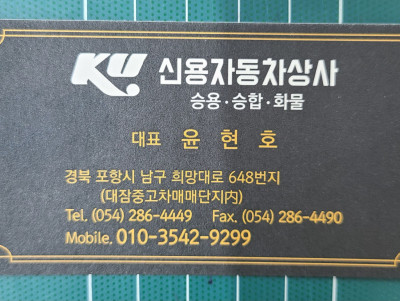 KU 신용자동차상사
승용·승합·화물
대표 윤현호
경북 포항시 남구 희망대로 648번지
(대잠중고차매매단지內)
Tel. (054) 286-4449 Fax. (054) 286-4490
Mobile. 010-3542-9299